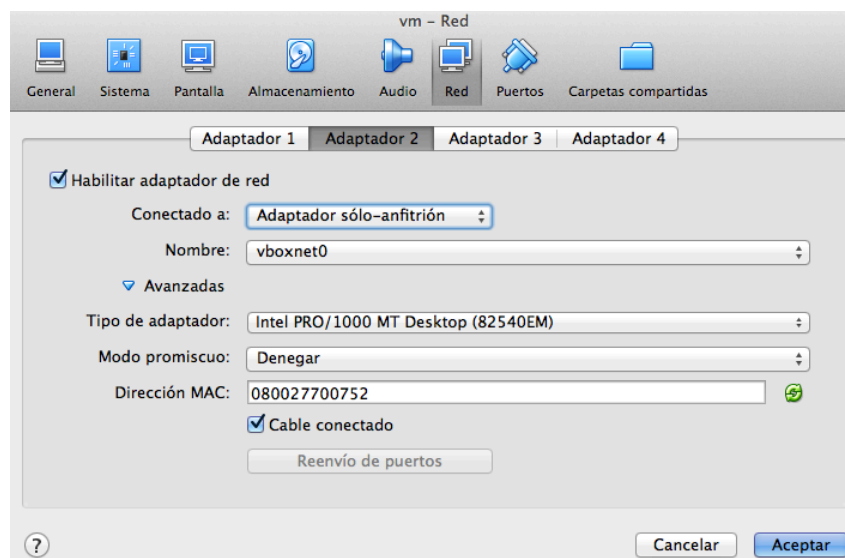 vm – Red
General Sistema Pantalla Almacenamiento Audio Red Puertos Carpetas compartidas
Adaptador 1 Adaptador 2 Adaptador 3 Adaptador 4
Habilitar adaptador de red
Conectado a: Adaptador sólo-anfitrión
Nombre: vboxnet0
Avanzadas
Tipo de adaptador: Intel PRO/1000 MT Desktop (82540EM)
Modo promiscuo: Denegar
Dirección MAC: 080027700752
Cable conectado
Reenvío de puertos
? Cancelar Aceptar